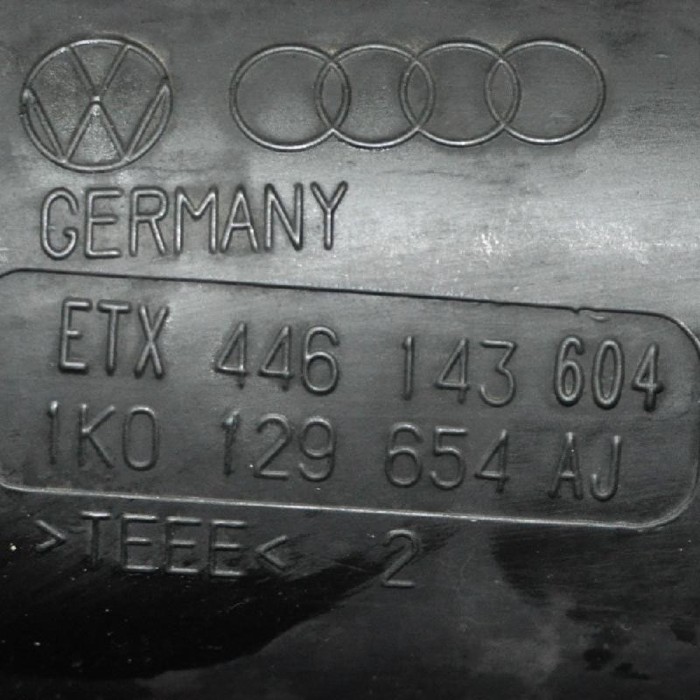 GERMANY
ETX 446 143 604
1K0 129 654 AJ
>TEEE< 2